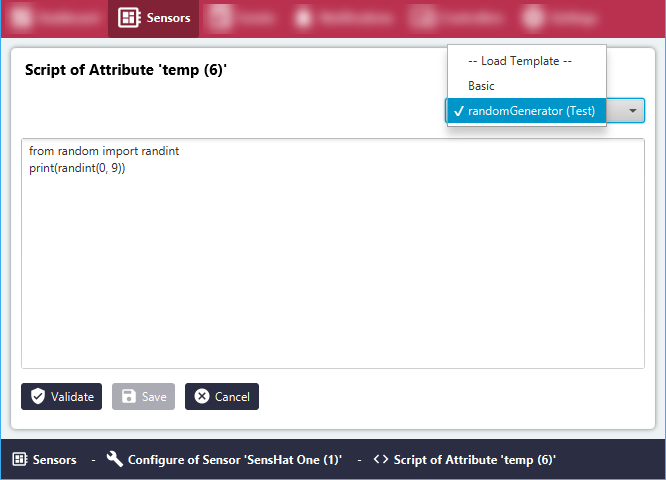 Sensors
Script of Attribute 'temp (6)'
-- Load Template --
Basic
randomGenerator (Test)
from random import randint
print(randint(0, 9))
Validate
Save
Cancel
Sensors - Configure of Sensor 'SensHat One (1)' - Script of Attribute 'temp (6)'